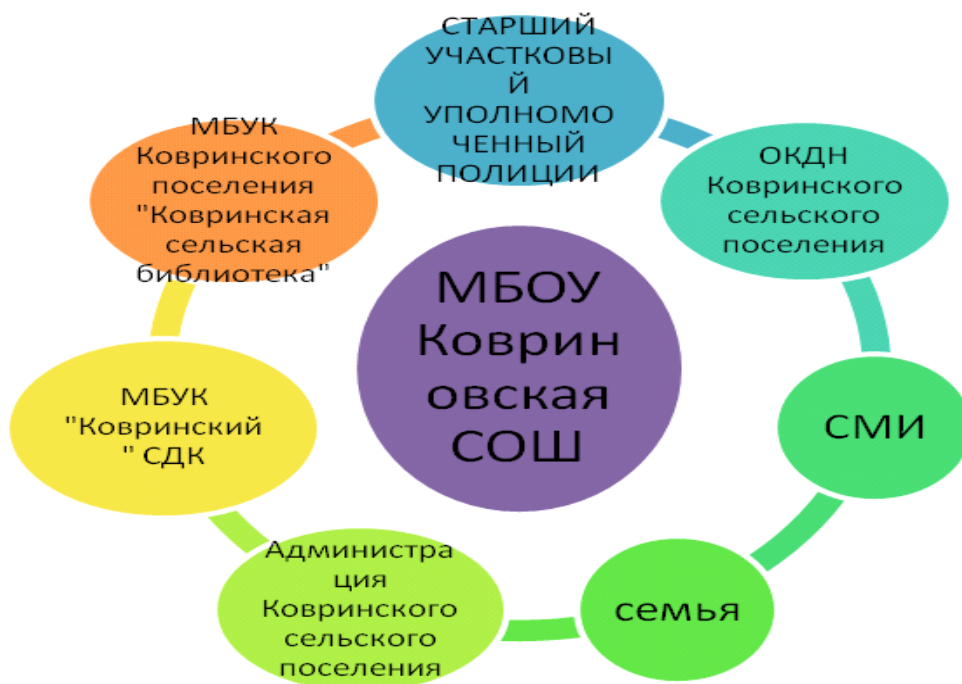 СТАРШИЙ
УЧАСТКОВЫ
Й
УПОЛНОМО
ЧЕННЫЙ
ПОЛИЦИИ
ОКДН
Ковринского
сельского
поселения
СМИ
семья
Администра
ция
Ковринского
сельского
поселения
МБУК
"Ковринский
" СДК
МБУК
Ковринского
поселения
"Ковринская
сельская
библиотека"
МБОУ
Коврин
овская
СОШ